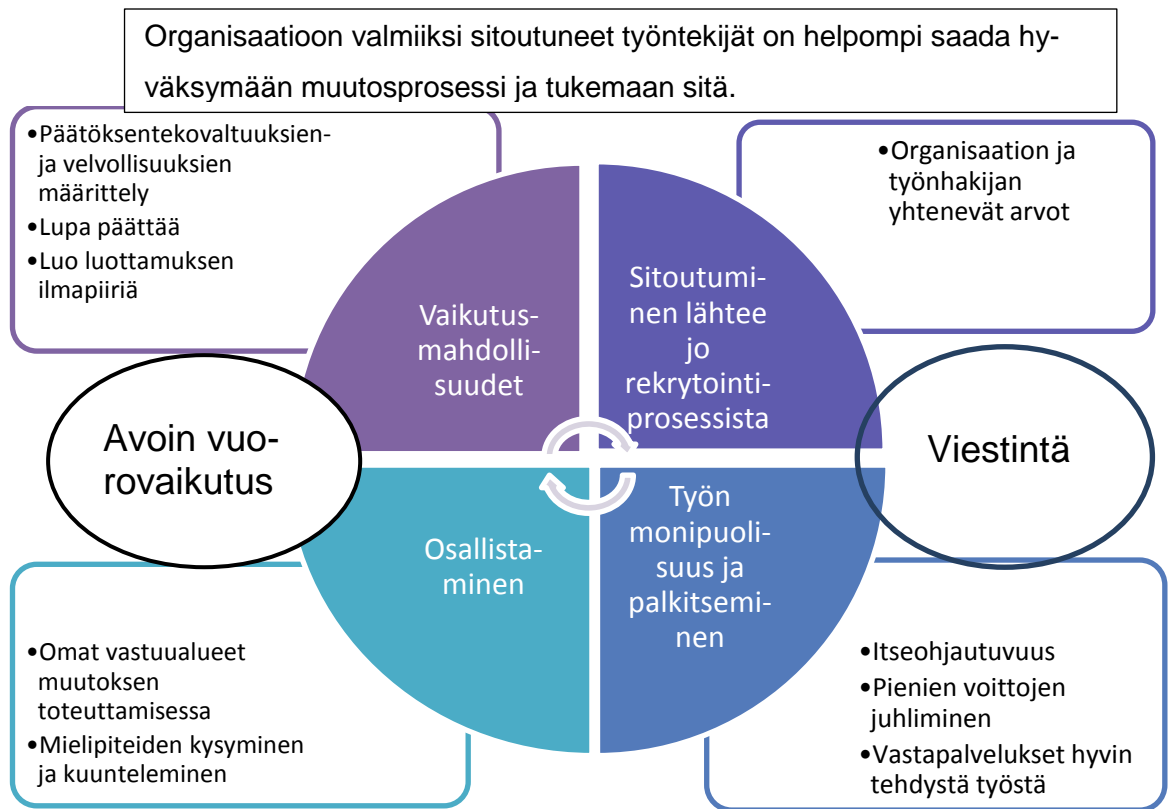 Organisaatioon valmiiksi sitoutuneet työntekijät on helpompi saada hy-
väksymään muutosprosessi ja tukemaan sitä.
•Päätöksentekovaltuuksien-
ja velvollisuuksien
määrittely
•Lupa päättää
•Luo luottamuksen
ilmapiiriä
•Organisaation ja
työnhakijan
yhtenevät arvot
Vaikutus-
mahdolli-
suudet
Sitoutumi-
nen lähtee
jo
rekrytointi-
prosessista
Avoin vuo-
rovaikutus
Viestintä
Osallista-
minen
Työn
monipuoli-
suus ja
palkitsemi-
nen
•Omat vastuualueet
muutoksen
toteuttamisessa
•Mielipiteiden kysyminen
ja kuunteleminen
•Itseohjautuvuus
•Pienien voittojen
juhliminen
•Vastapalvelukset hyvin
tehdystä työstä